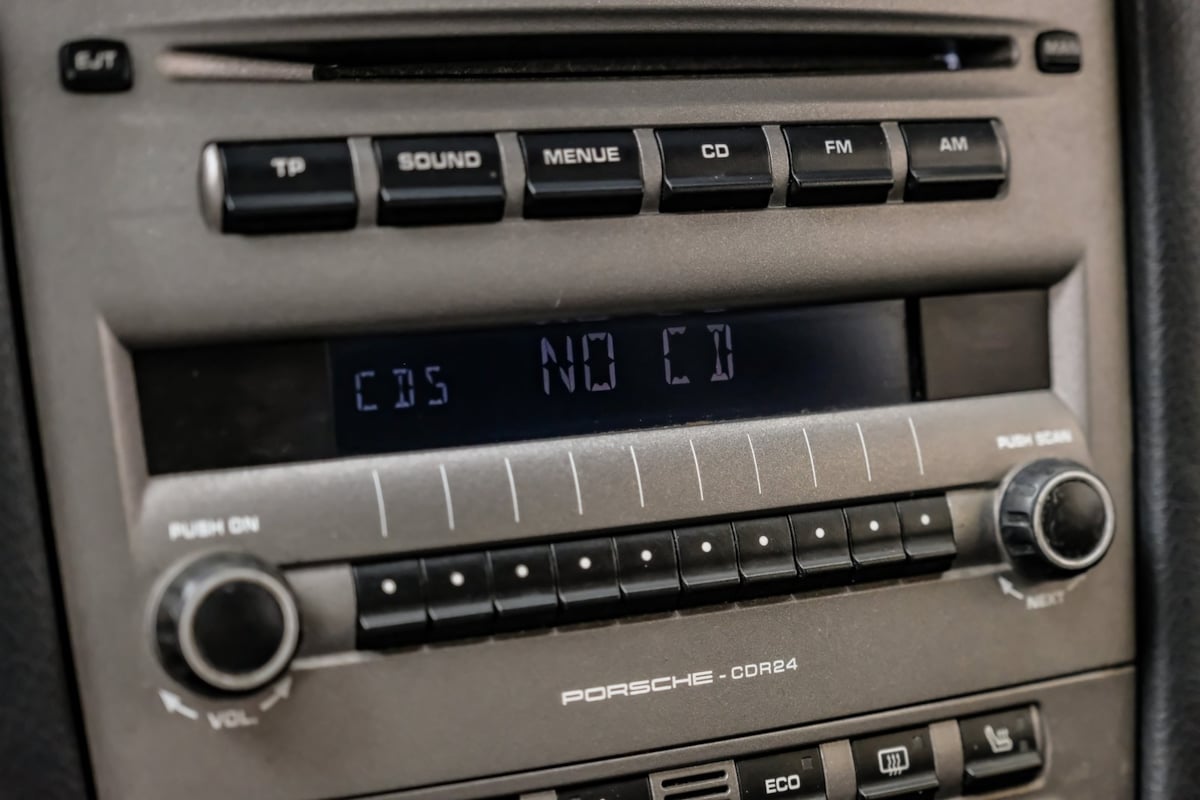 EJT
TP SOUND MENUE CD FM AM
CDS NO CD
PUSH SCAN
PUSH ON
NEXT
PORSCHE - CDR24
VOL.
ECO